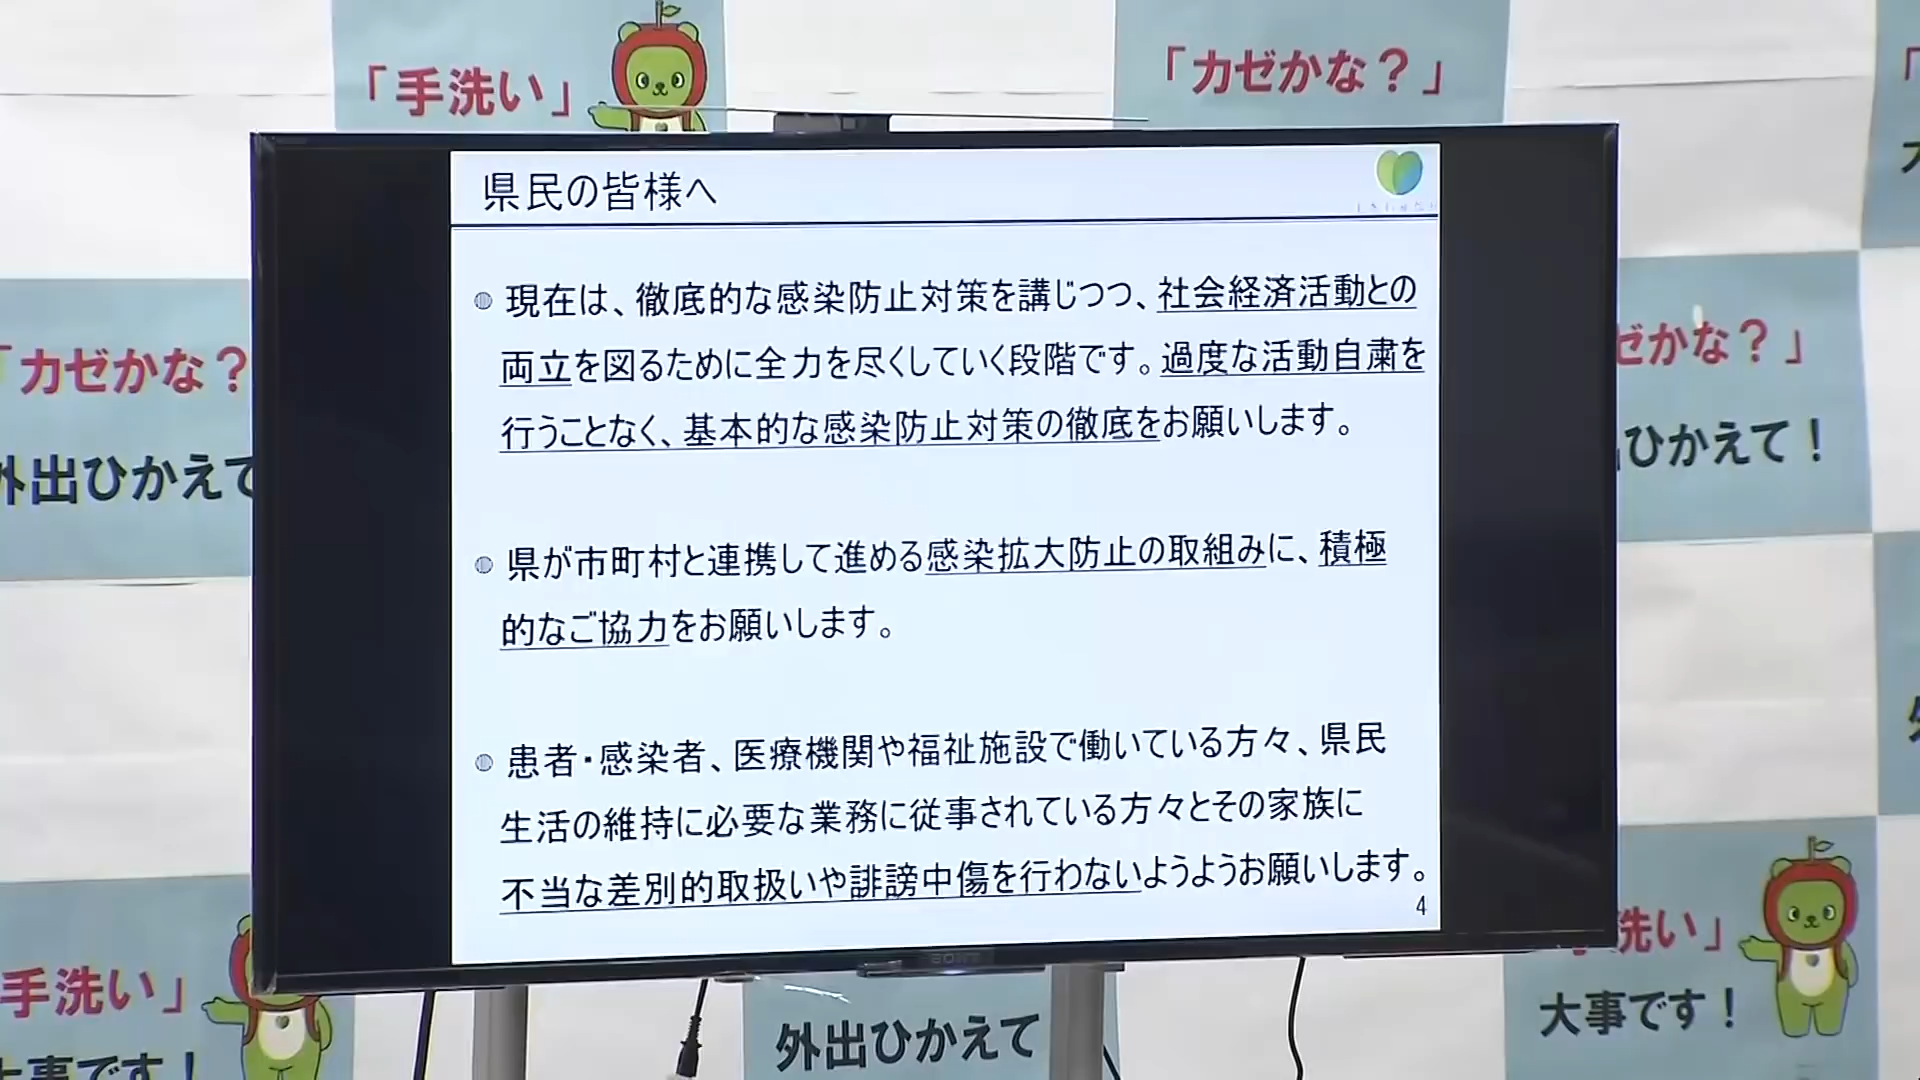 「手洗い」
「カゼかな?」
県民の皆様へ
現在は、徹底的な感染防止対策を講じつつ、社会経済活動との
両立を図るために全力を尽くしていく段階です。過度な活動自粛を
行うことなく、基本的な感染防止対策の徹底をお願いします。
県が市町村と連携して進める感染拡大防止の取組みに、積極
的なご協力をお願いします。
患者・感染者、医療機関や福祉施設で働いている方々、県民
生活の維持に必要な業務に従事されている方々とその家族に
不当な差別的取扱いや誹謗中傷を行わないようようお願いします。
4
SONY
「カゼかな?
外出ひかえて
ゼかな?」
ひかえて!
手洗い」
大事です!
外出ひかえて
洗い」
大事です!